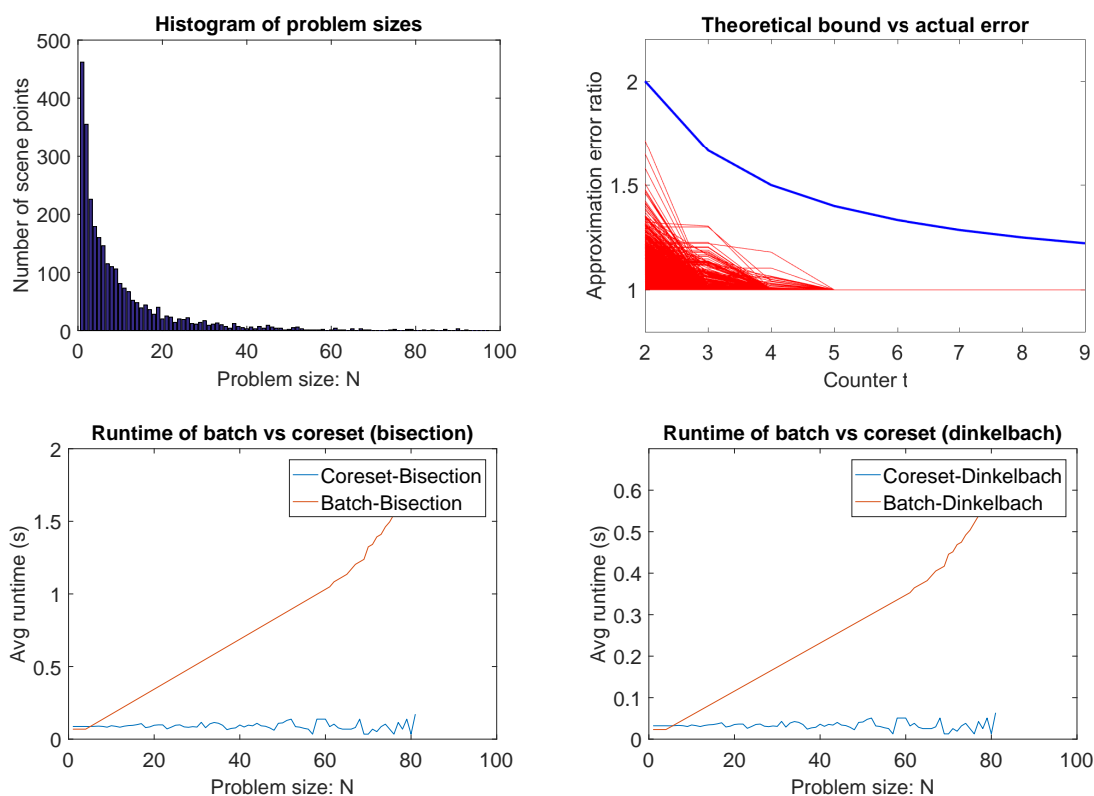 Histogram of problem sizes
500
400
300
200
100
0
0 20 40 60 80 100
Number of scene points
Problem size: N
Theoretical bound vs actual error
2
1.5
1
2 3 4 5 6 7 8 9
Approximation error ratio
Counter t
Runtime of batch vs coreset (bisection)
2
1.5
1
0.5
0
0 20 40 60 80 100
Avg runtime (s)
Problem size: N
Coreset-Bisection
Batch-Bisection
Runtime of batch vs coreset (dinkelbach)
0.6
0.5
0.4
0.3
0.2
0.1
0
0 20 40 60 80 100
Avg runtime (s)
Problem size: N
Coreset-Dinkelbach
Batch-Dinkelbach